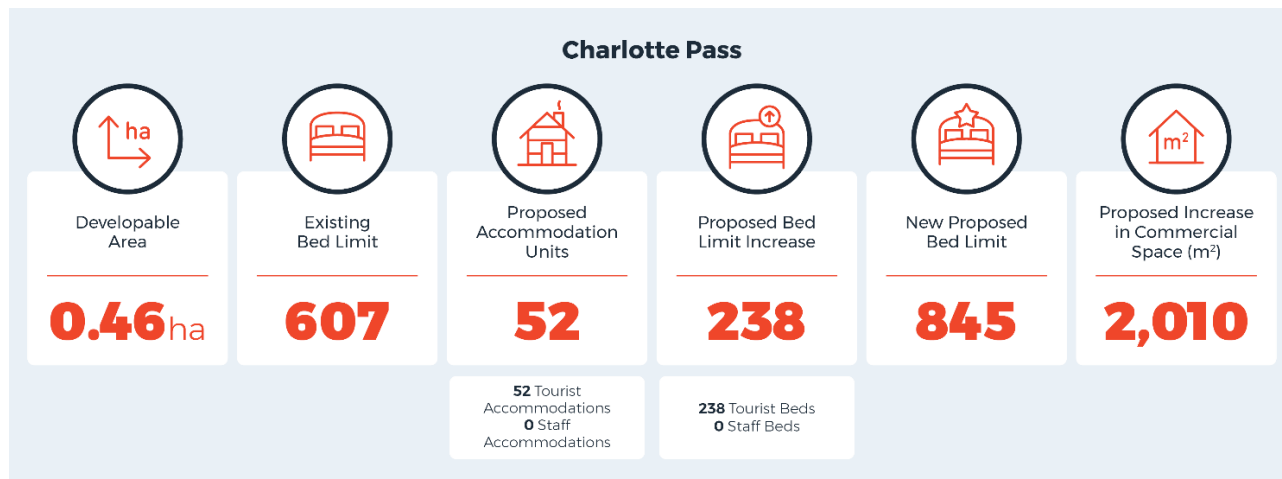 Charlotte Pass
ha
m²
Developable
Area
0.46ha
Existing
Bed Limit
607
Proposed
Accommodation
Units
52
Proposed Bed
Limit Increase
238
New Proposed
Bed Limit
845
Proposed Increase
in Commercial
Space (m²)
2,010
52 Tourist
Accommodations
0 Staff
Accommodations
238 Tourist Beds
0 Staff Beds